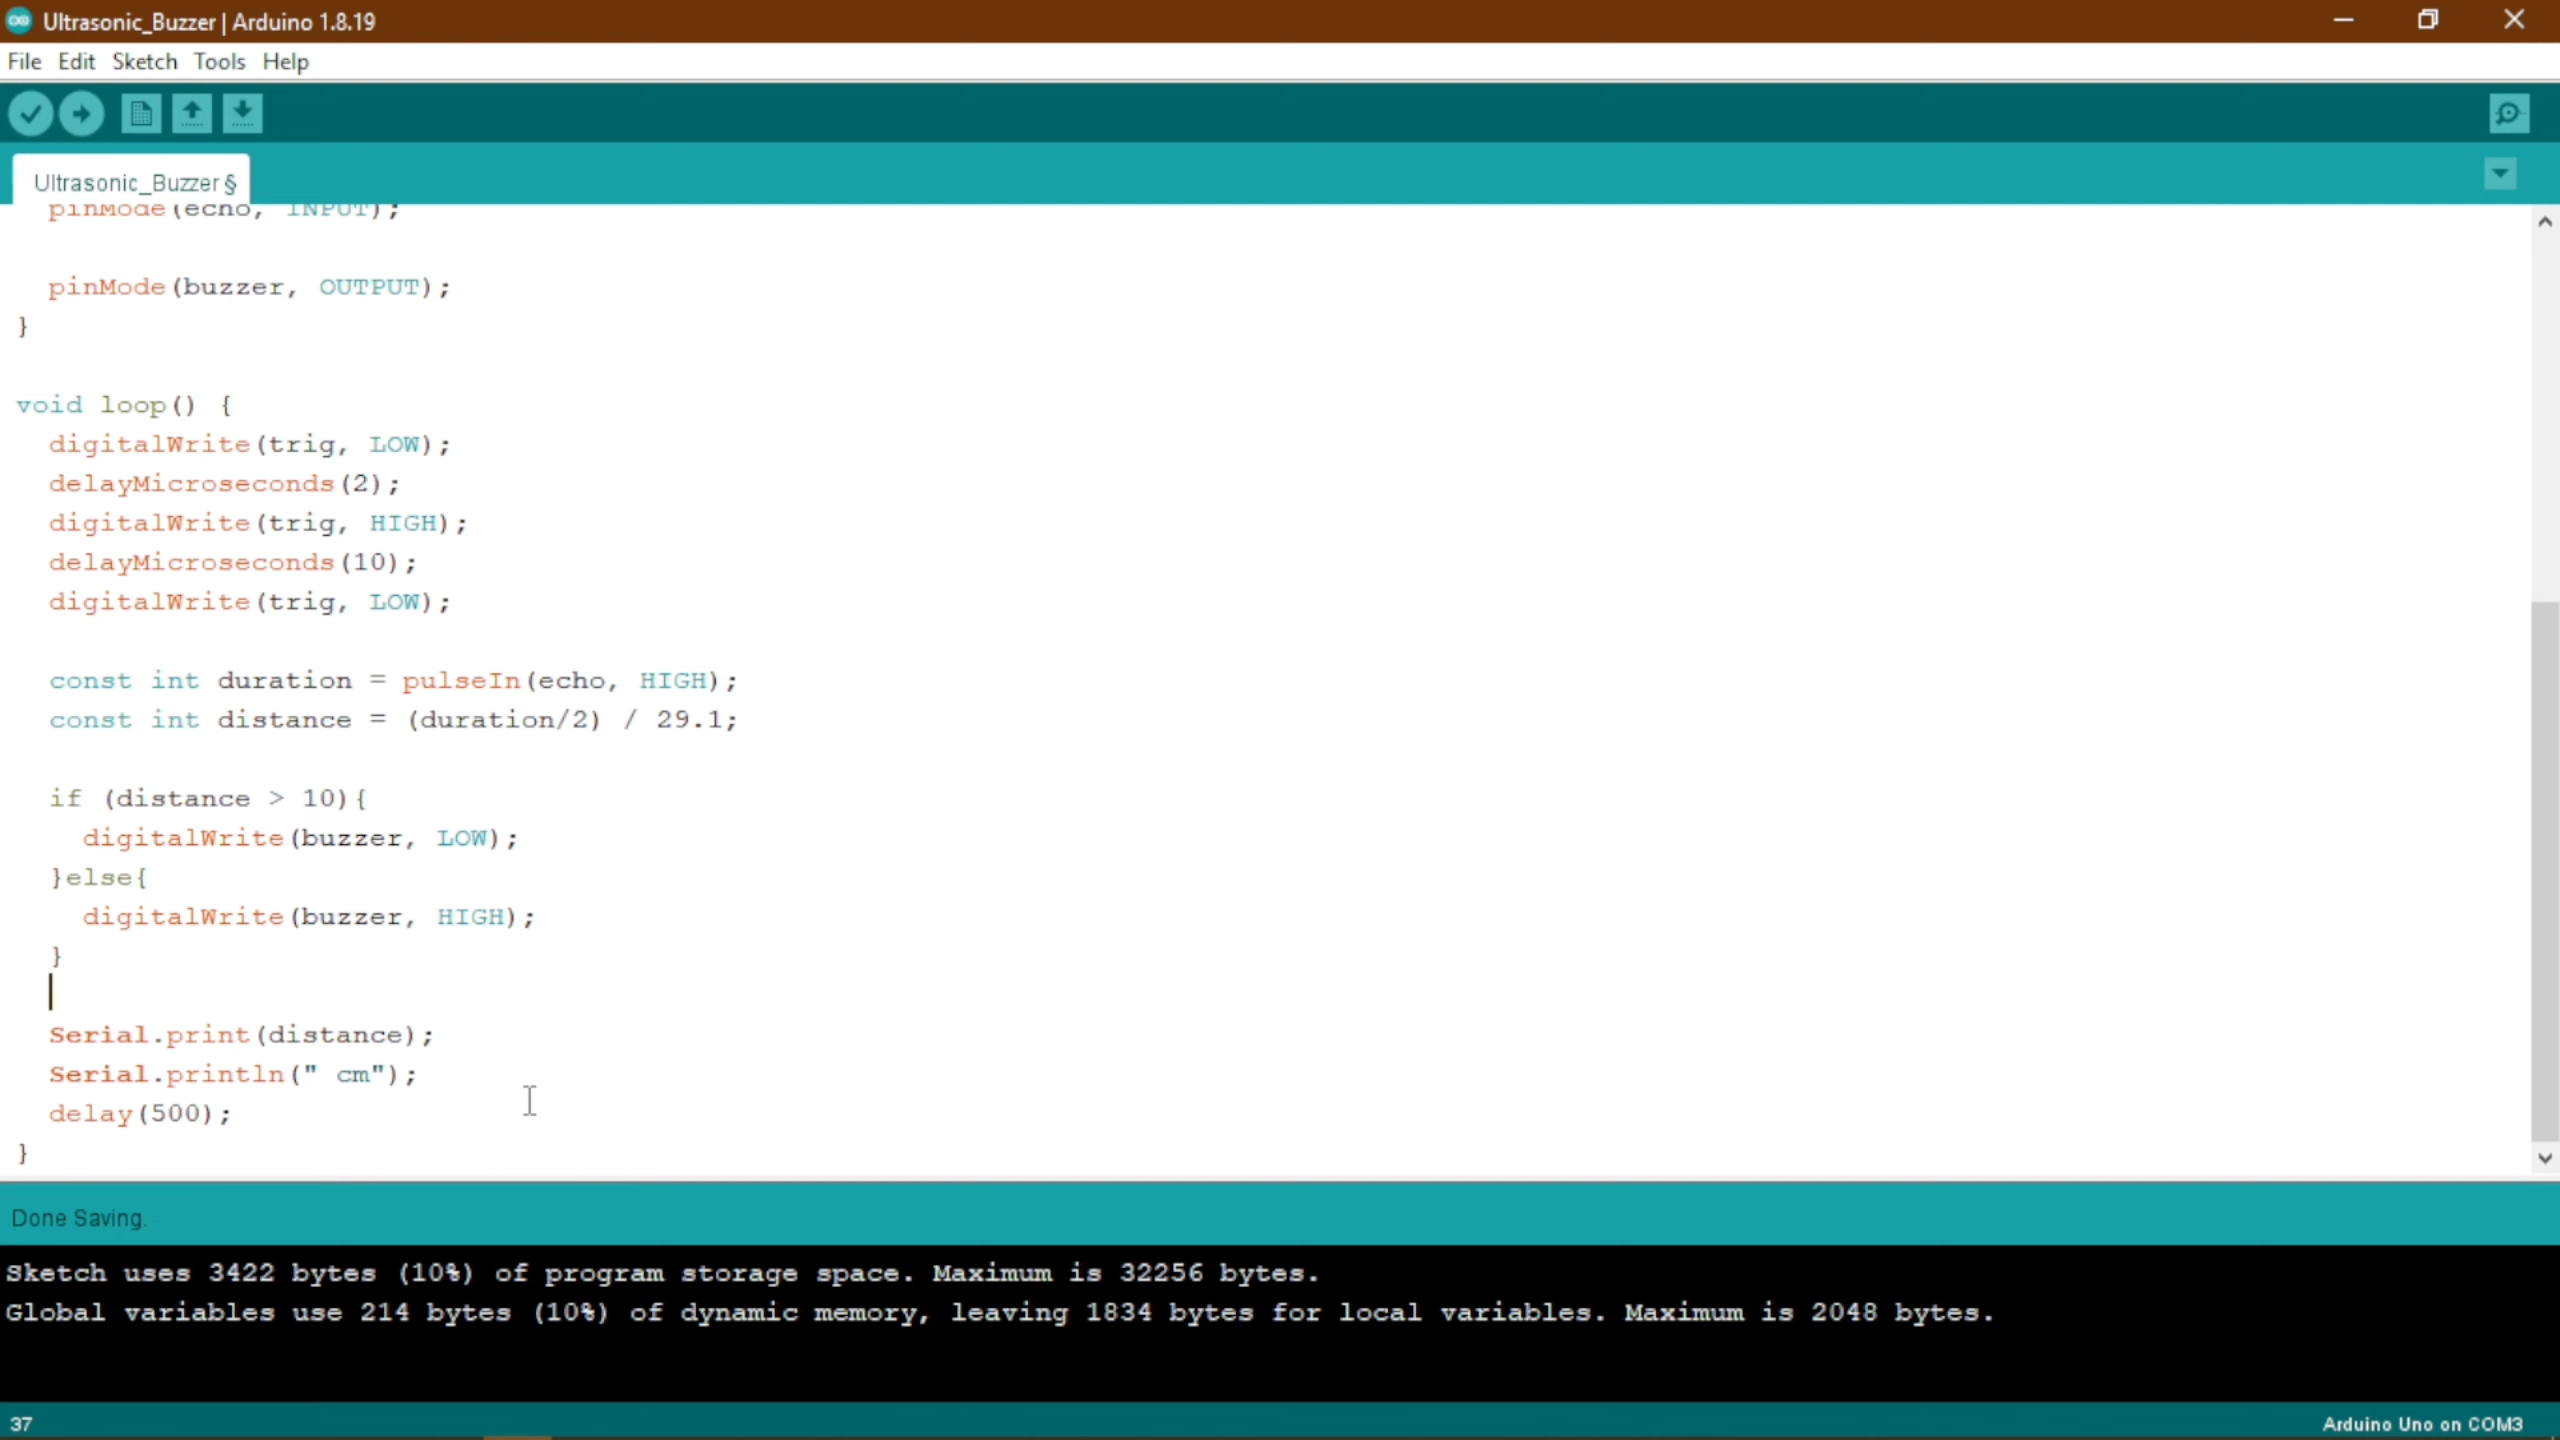 Ultrasonic_Buzzer | Arduino 1.8.19
File Edit Sketch Tools Help
Ultrasonic_Buzzer §
  pinMode(echo, INPUT);

  pinMode(buzzer, OUTPUT);
}

void loop() {
  digitalWrite(trig, LOW);
  delayMicroseconds(2);
  digitalWrite(trig, HIGH);
  delayMicroseconds(10);
  digitalWrite(trig, LOW);

  const int duration = pulseIn(echo, HIGH);
  const int distance = (duration/2) / 29.1;

  if (distance > 10){
    digitalWrite(buzzer, LOW);
  }else{
    digitalWrite(buzzer, HIGH);
  }

  Serial.print(distance);
  Serial.println(" cm");
  delay(500);
}
Done Saving.
Sketch uses 3422 bytes (10%) of program storage space. Maximum is 32256 bytes.
Global variables use 214 bytes (10%) of dynamic memory, leaving 1834 bytes for local variables. Maximum is 2048 bytes.
37
Arduino Uno on COM3